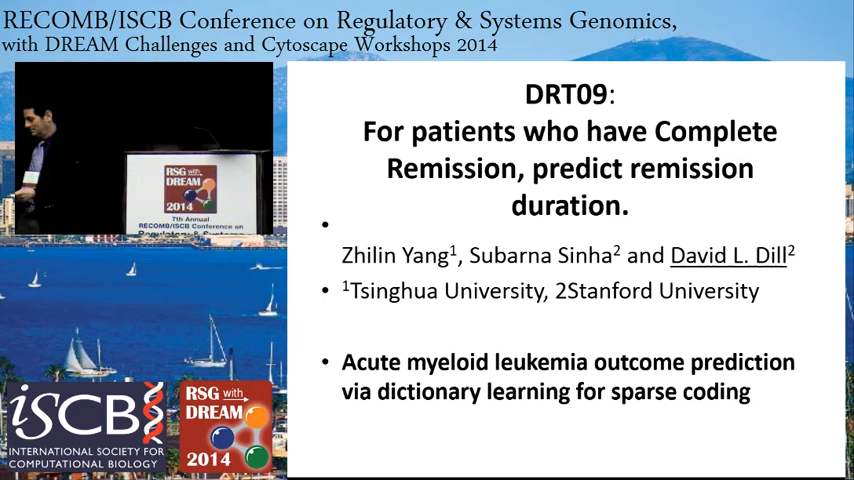 RECOMB/ISCB Conference on Regulatory & Systems Genomics,
with DREAM Challenges and Cytoscape Workshops 2014
RSG with
DREAM
2014
7th Annual
RECOMB/ISCB Conference on
Regulatory & Systems
DRT09:
For patients who have Complete
Remission, predict remission
duration.
•
Zhilin Yang¹, Subarna Sinha² and David L. Dill²
• ¹Tsinghua University, 2Stanford University
• Acute myeloid leukemia outcome prediction
via dictionary learning for sparse coding
iSCB
INTERNATIONAL SOCIETY FOR
COMPUTATIONAL BIOLOGY
RSG with
DREAM
2014